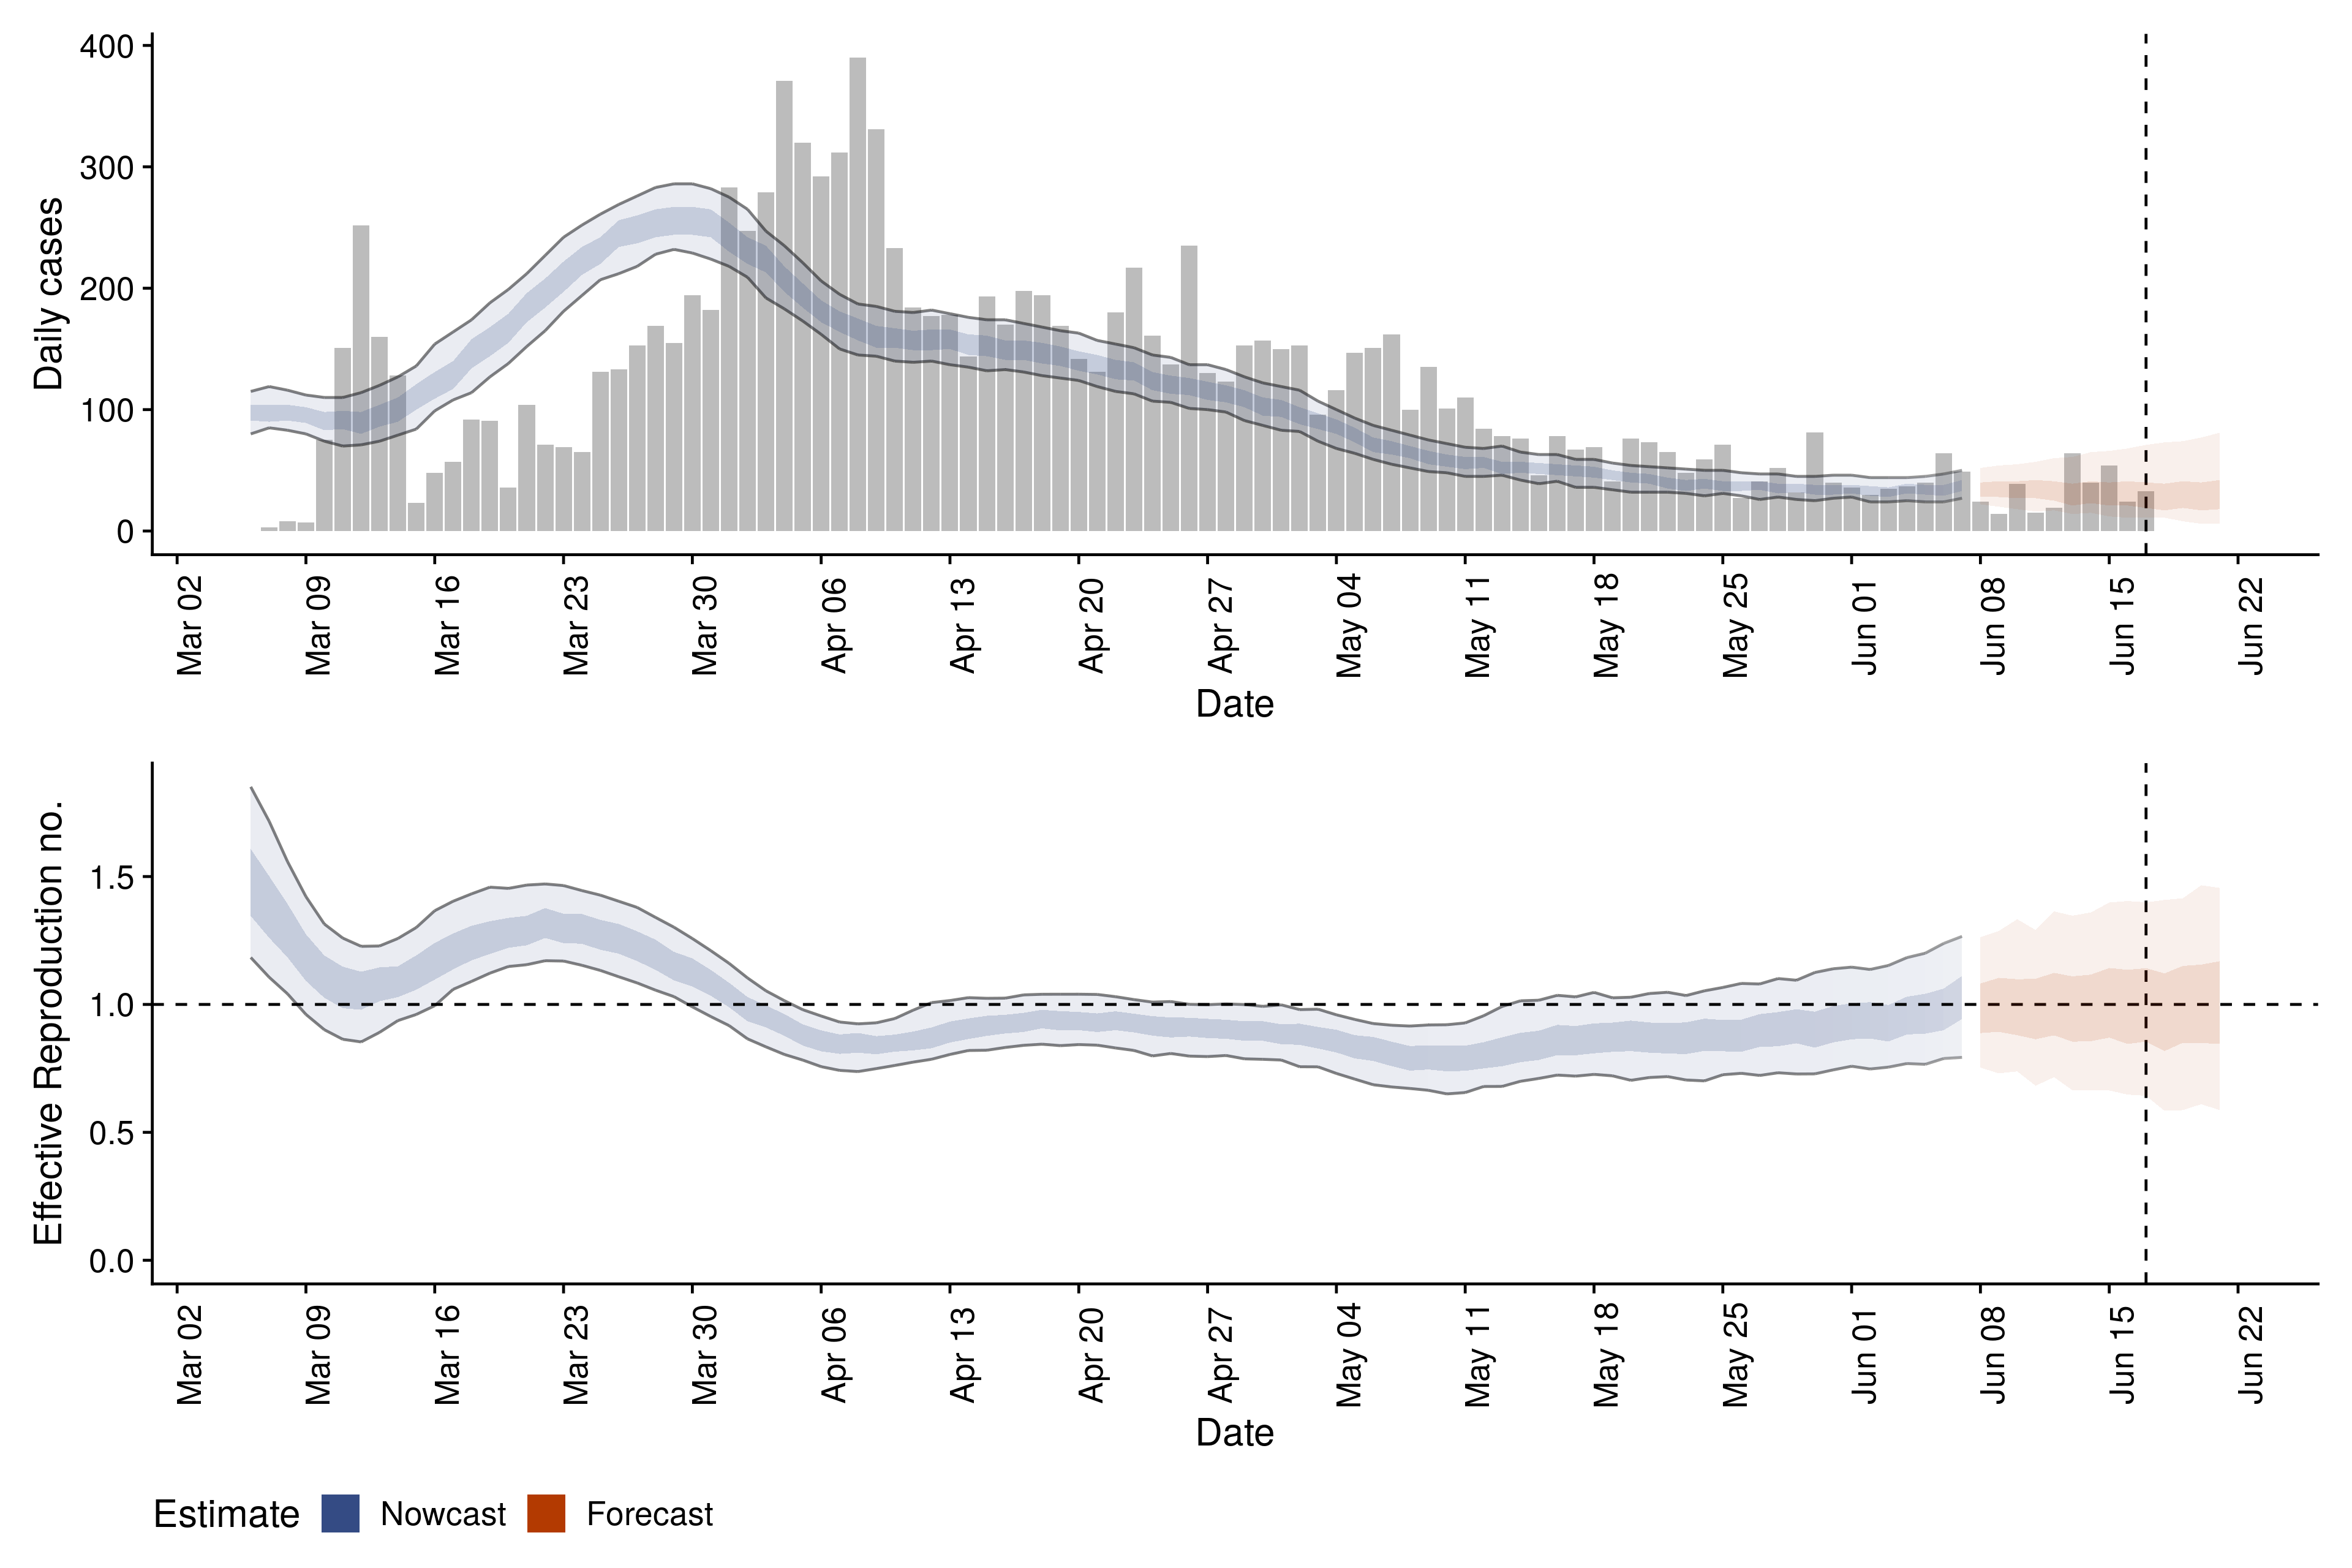 400
300
200
100
0
Daily cases
Mar 02 Mar 09 Mar 16 Mar 23 Mar 30 Apr 06 Apr 13 Apr 20 Apr 27 May 04 May 11 May 18 May 25 Jun 01 Jun 08 Jun 15 Jun 22
Date
1.5
1.0
0.5
0.0
Effective Reproduction no.
Mar 02 Mar 09 Mar 16 Mar 23 Mar 30 Apr 06 Apr 13 Apr 20 Apr 27 May 04 May 11 May 18 May 25 Jun 01 Jun 08 Jun 15 Jun 22
Date
Estimate Nowcast Forecast